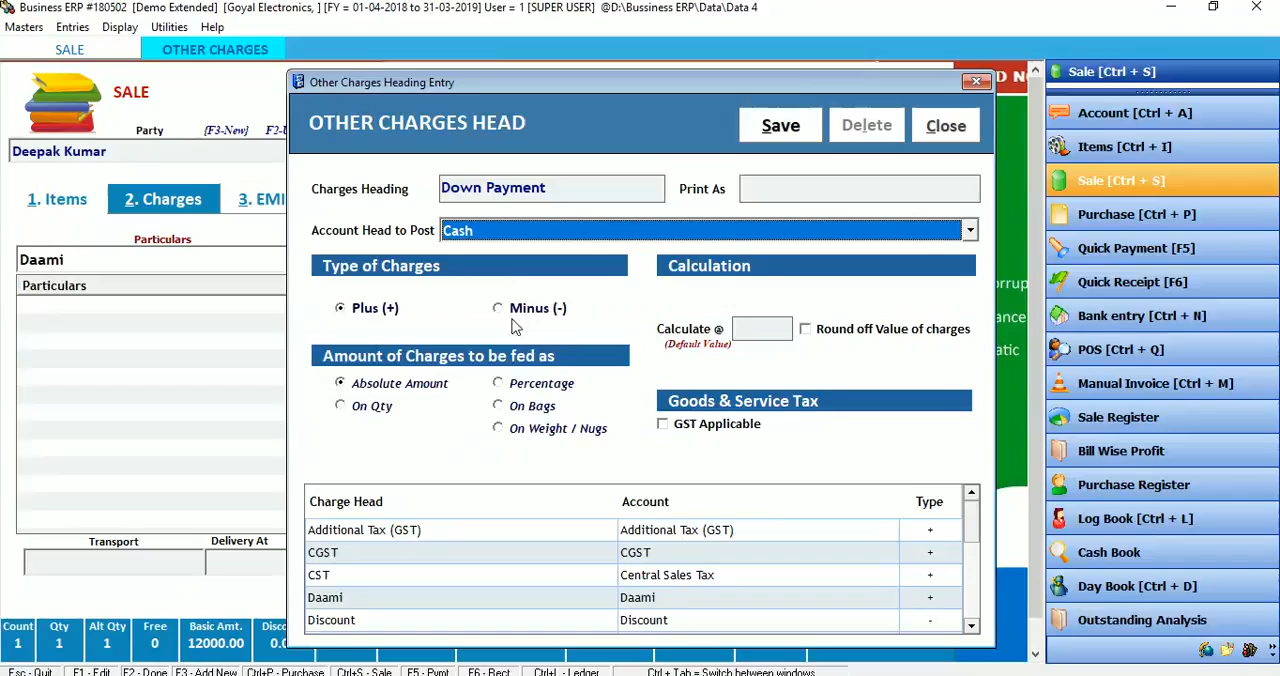 Business ERP #180502 [Demo Extended] [Goyal Electronics, ] [FY = 01-04-2018 to 31-03-2019] User = 1 [SUPER USER] @D:\Bussiness ERP\Data\Data 4
Masters Entries Display Utilities Help
SALE OTHER CHARGES
SALE
Party {F3-New}
Deepak Kumar
1. Items 2. Charges 3. EMI
Particulars
Daami
Particulars
Transport Delivery At
Count Qty Alt Qty Free Basic Amt.
1 1 1 0 12000.00
Other Charges Heading Entry
OTHER CHARGES HEAD
Save Delete Close
Charges Heading Down Payment Print As
Account Head to Post Cash
Type of Charges Calculation
Plus (+) Minus (-)
Calculate @ Round off Value of charges
(Default Value)
Amount of Charges to be fed as
Absolute Amount Percentage
On Qty On Bags
On Weight / Nugs
Goods & Service Tax
GST Applicable
Charge Head Account Type
Additional Tax (GST) Additional Tax (GST) +
CGST CGST +
CST Central Sales Tax +
Daami Daami +
Discount Discount -
Sale [Ctrl + S]
Account [Ctrl + A]
Items [Ctrl + I]
Sale [Ctrl + S]
Purchase [Ctrl + P]
Quick Payment [F5]
Quick Receipt [F6]
Bank entry [Ctrl + N]
POS [Ctrl + Q]
Manual Invoice [Ctrl + M]
Sale Register
Bill Wise Profit
Purchase Register
Log Book [Ctrl + L]
Cash Book
Day Book [Ctrl + D]
Outstanding Analysis
Esc - Quit F1 - Edit F2 - Done F3 - Add New Ctrl+P - Purchase Ctrl+S - Sale F5 - Pymt F6 - Rect Ctrl+L - Ledger Ctrl + Tab = Switch between windows